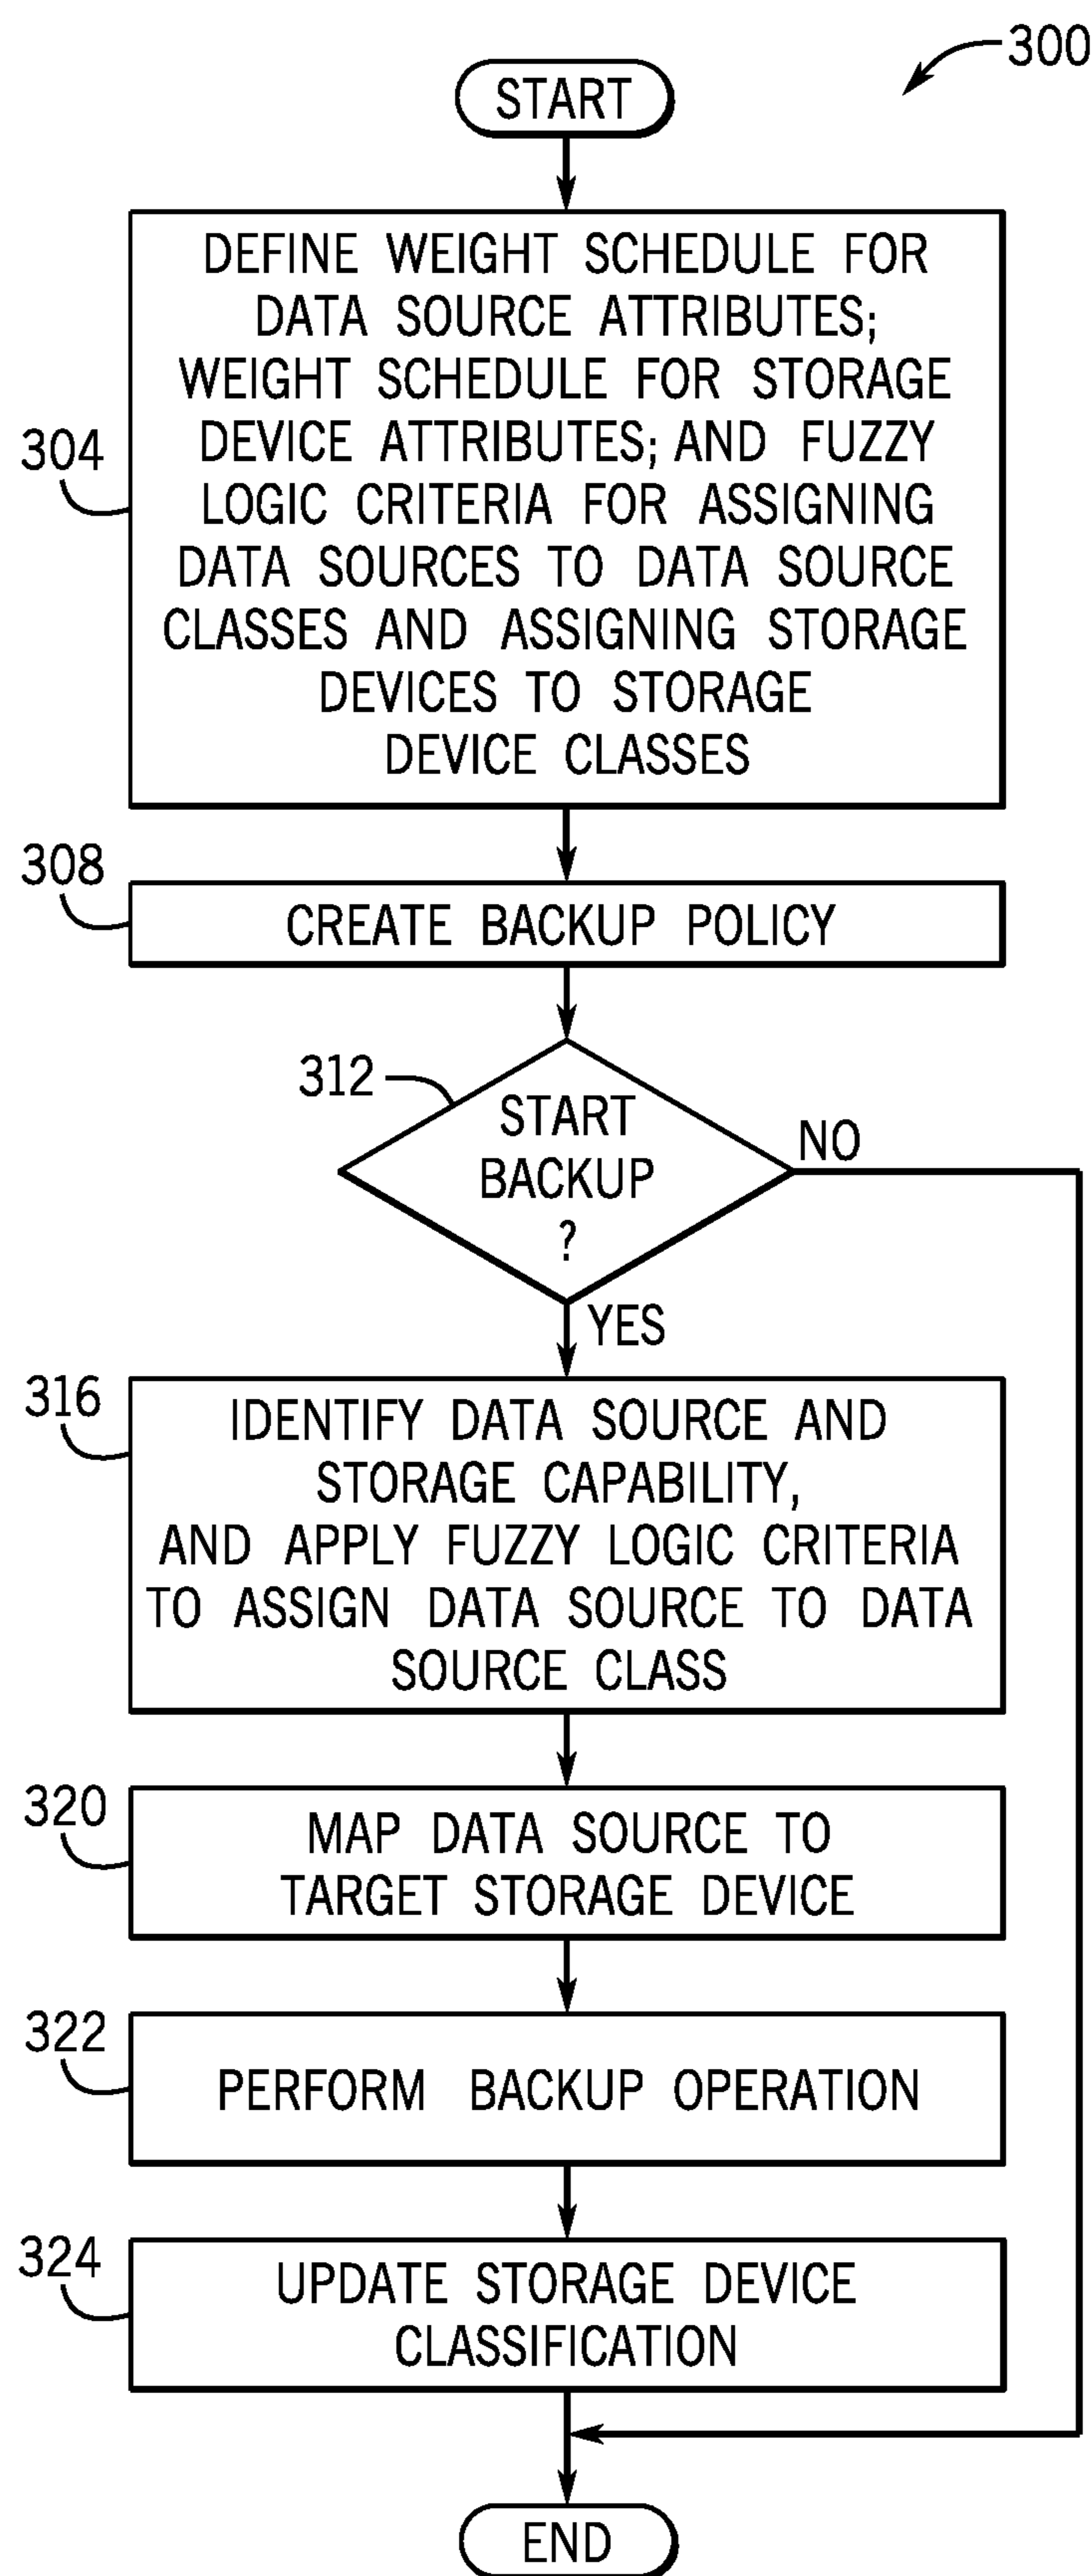 300
START
304
DEFINE WEIGHT SCHEDULE FOR
DATA SOURCE ATTRIBUTES;
WEIGHT SCHEDULE FOR STORAGE
DEVICE ATTRIBUTES; AND FUZZY
LOGIC CRITERIA FOR ASSIGNING
DATA SOURCES TO DATA SOURCE
CLASSES AND ASSIGNING STORAGE
DEVICES TO STORAGE
DEVICE CLASSES
308
CREATE BACKUP POLICY
312
START
BACKUP
?
NO
YES
316
IDENTIFY DATA SOURCE AND
STORAGE CAPABILITY,
AND APPLY FUZZY LOGIC CRITERIA
TO ASSIGN DATA SOURCE TO DATA
SOURCE CLASS
320
MAP DATA SOURCE TO
TARGET STORAGE DEVICE
322
PERFORM BACKUP OPERATION
324
UPDATE STORAGE DEVICE
CLASSIFICATION
END